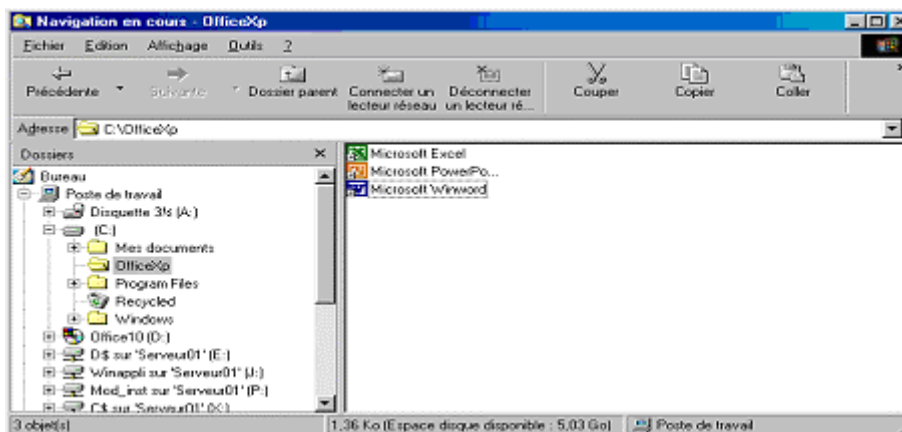 Navigation en cours - OfficeXp
Fichier Edition Affichage Outils ?
Précédente Suivante Dossier parent Connecter un lecteur réseau Déconnecter un lecteur ré... Couper Copier Coller
Adresse C:\OfficeXp
Dossiers
Bureau
Poste de travail
Disquette 3½ (A:)
(C:)
Mes documents
OfficeXp
Program Files
Recycled
Windows
Office10 (D:)
D$ sur 'Serveur01' (E:)
Winappli sur 'Serveur01' (J:)
Mod_inst sur 'Serveur01' (P:)
C$ sur 'Serveur01' (X:)
Microsoft Excel
Microsoft PowerPo...
Microsoft Winword
3 objet(s) 1,36 Ko (Espace disque disponible : 5,03 Go) Poste de travail